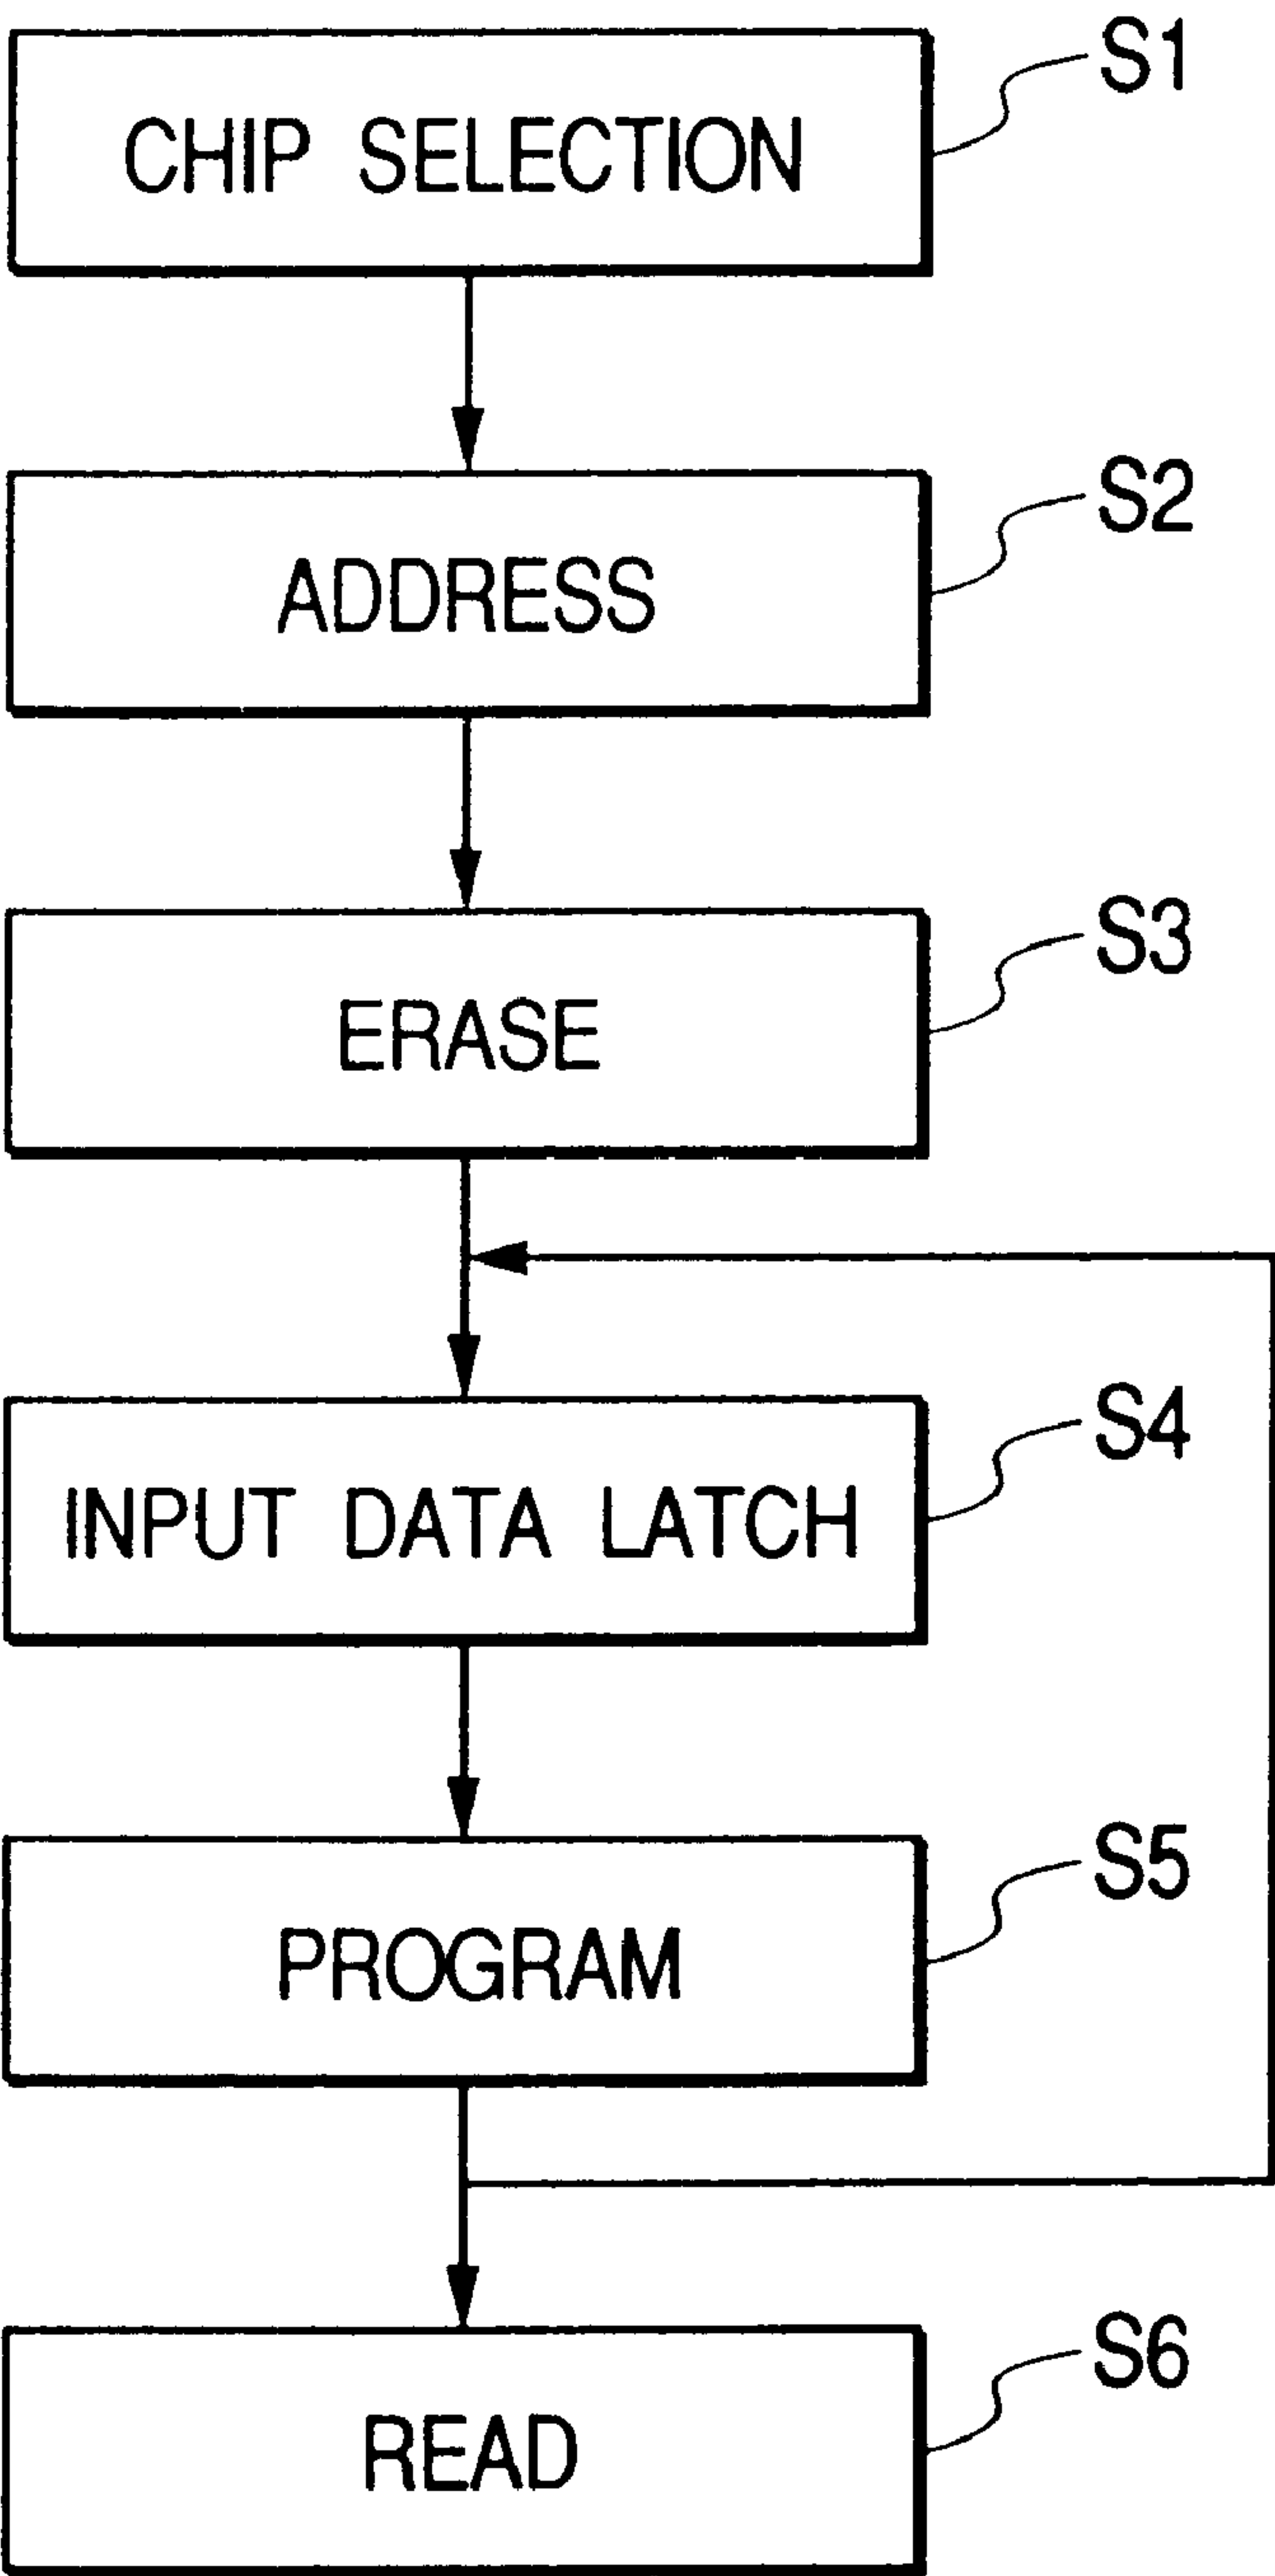 S1
CHIP SELECTION
S2
ADDRESS
S3
ERASE
S4
INPUT DATA LATCH
S5
PROGRAM
S6
READ